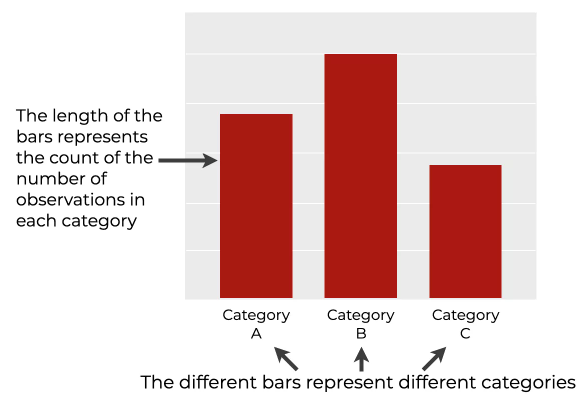 The length of the
bars represents
the count of the
number of
observations in
each category
Category
A
Category
B
Category
C
The different bars represent different categories